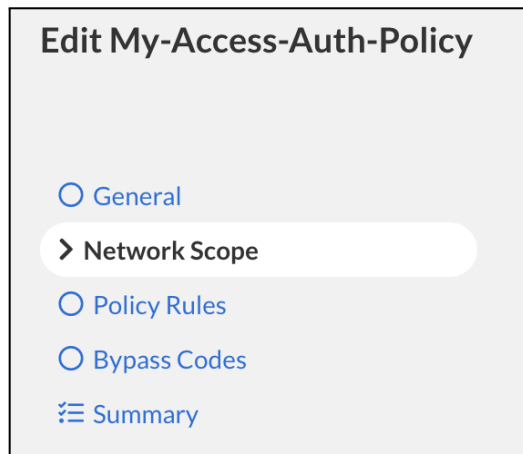 Edit My-Access-Auth-Policy
General
Network Scope
Policy Rules
Bypass Codes
Summary